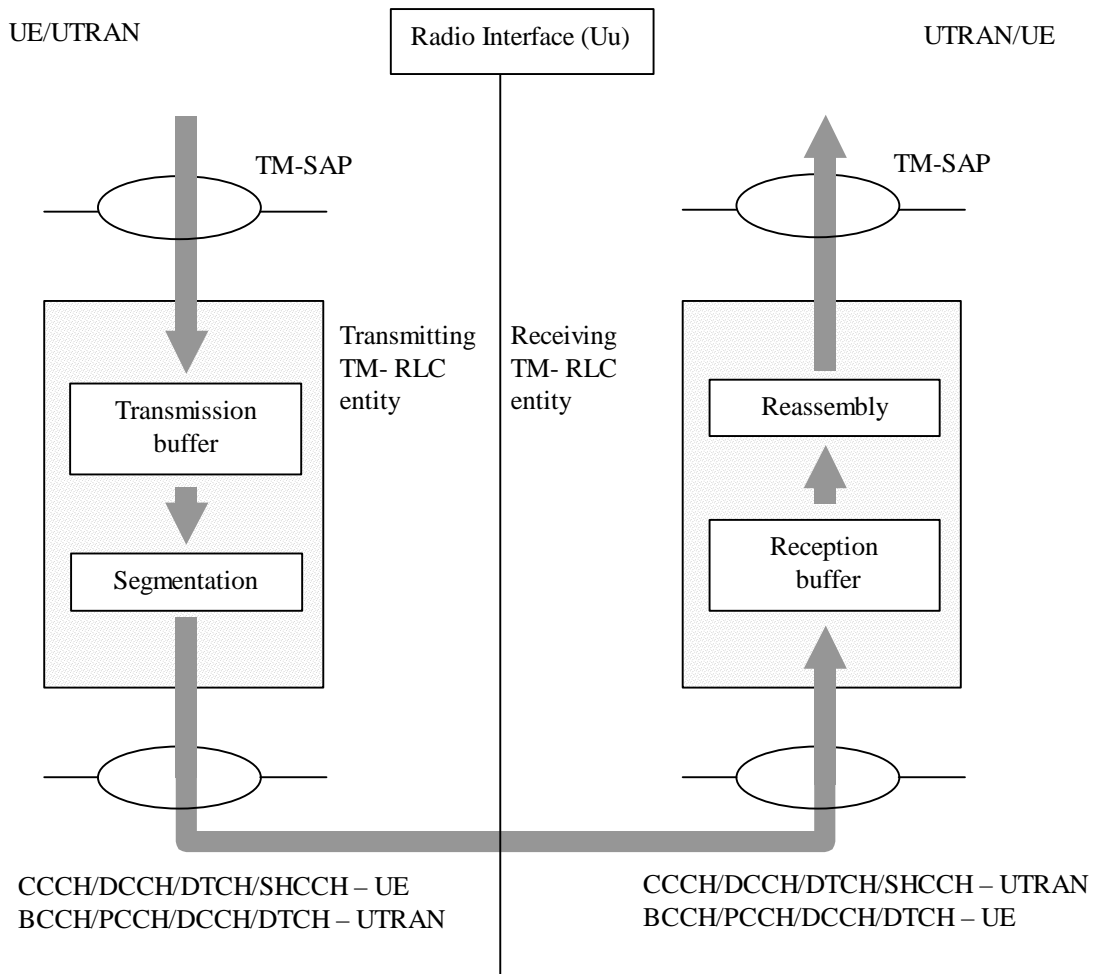 UE/UTRAN
Radio Interface (Uu)
UTRAN/UE
TM-SAP
TM-SAP
Transmitting
TM- RLC
entity
Receiving
TM- RLC
entity
Transmission
buffer
Segmentation
Reassembly
Reception
buffer
CCCH/DCCH/DTCH/SHCCH – UE
BCCH/PCCH/DCCH/DTCH – UTRAN
CCCH/DCCH/DTCH/SHCCH – UTRAN
BCCH/PCCH/DCCH/DTCH – UE